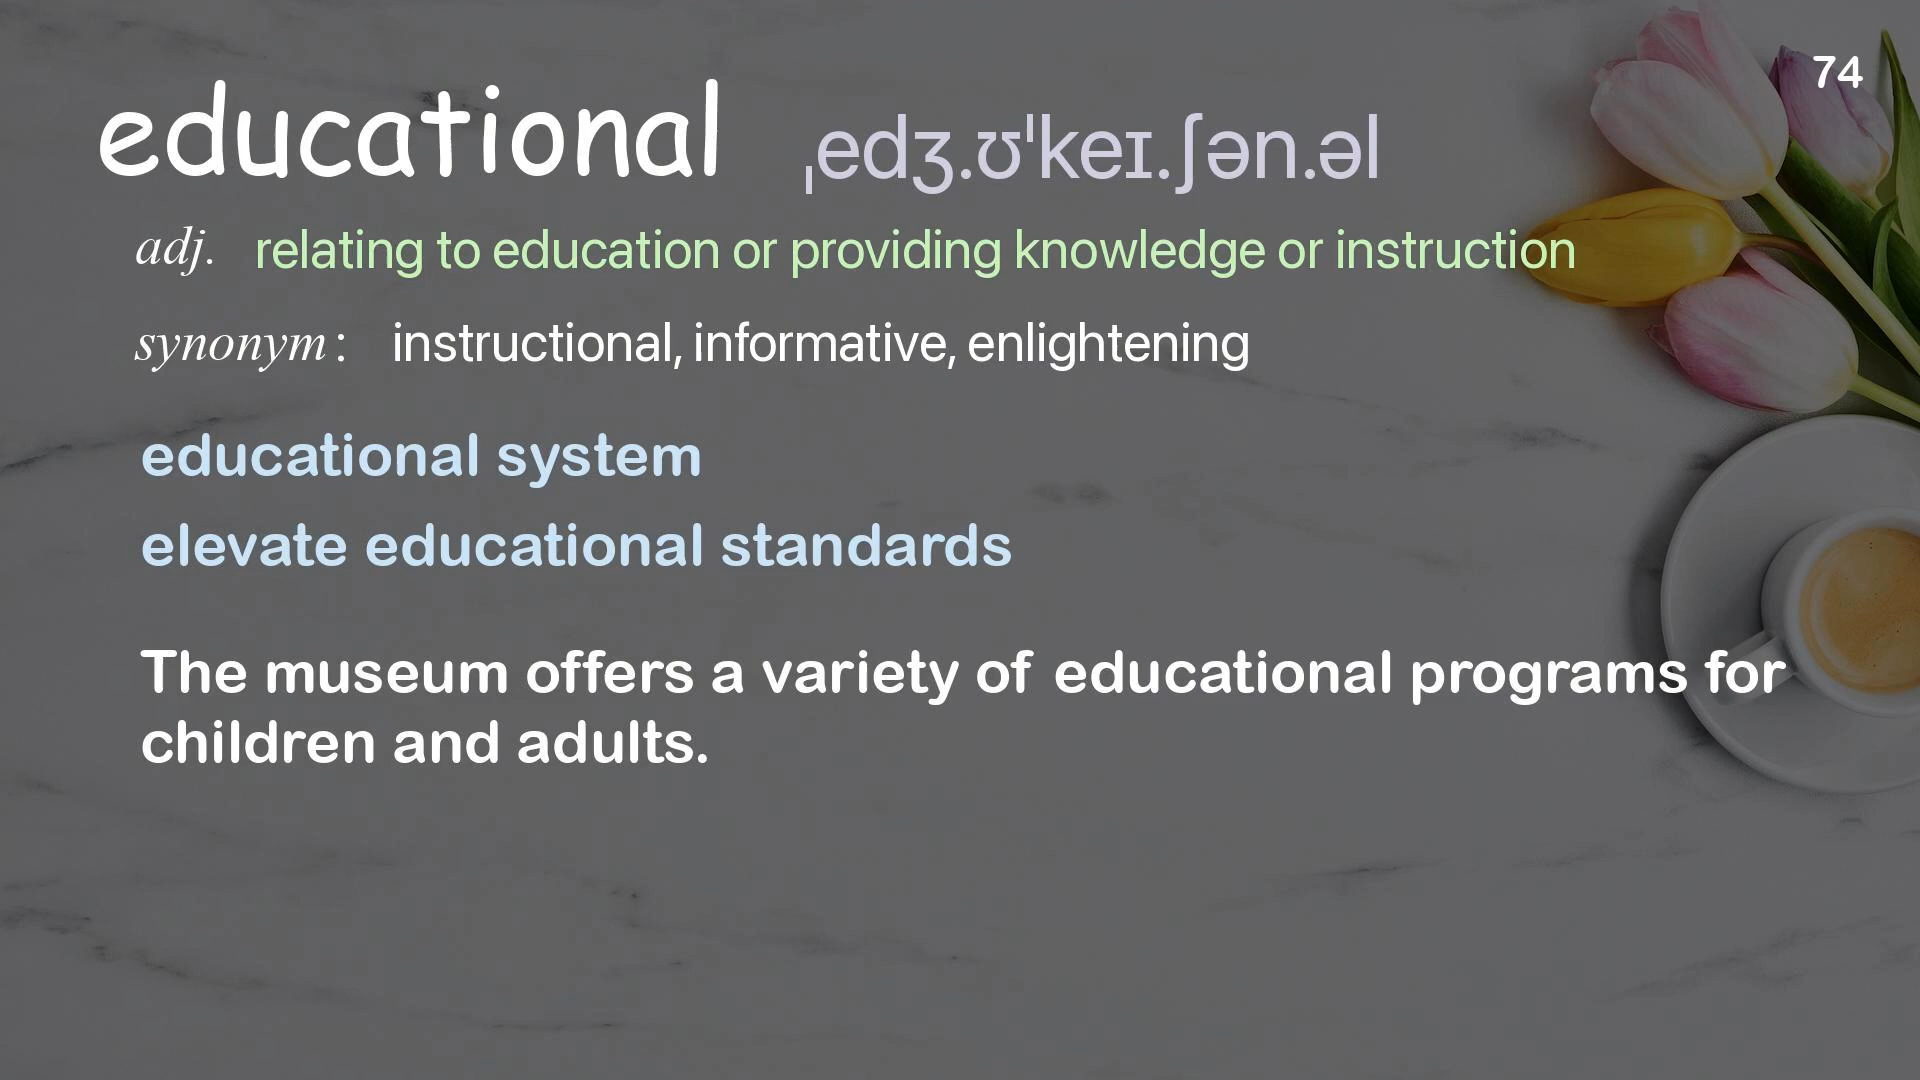 74
educational ˌedʒ.ʊˈkeɪ.ʃən.əl
adj. relating to education or providing knowledge or instruction
synonym: instructional, informative, enlightening
educational system
elevate educational standards
The museum offers a variety of educational programs for
children and adults.